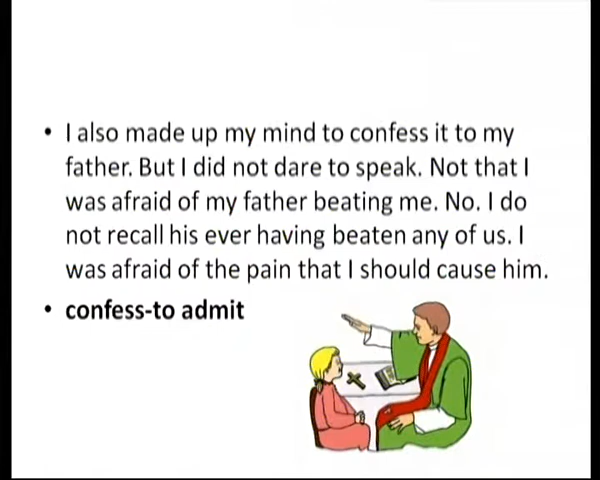 • I also made up my mind to confess it to my
father. But I did not dare to speak. Not that I
was afraid of my father beating me. No. I do
not recall his ever having beaten any of us. I
was afraid of the pain that I should cause him.
• confess-to admit